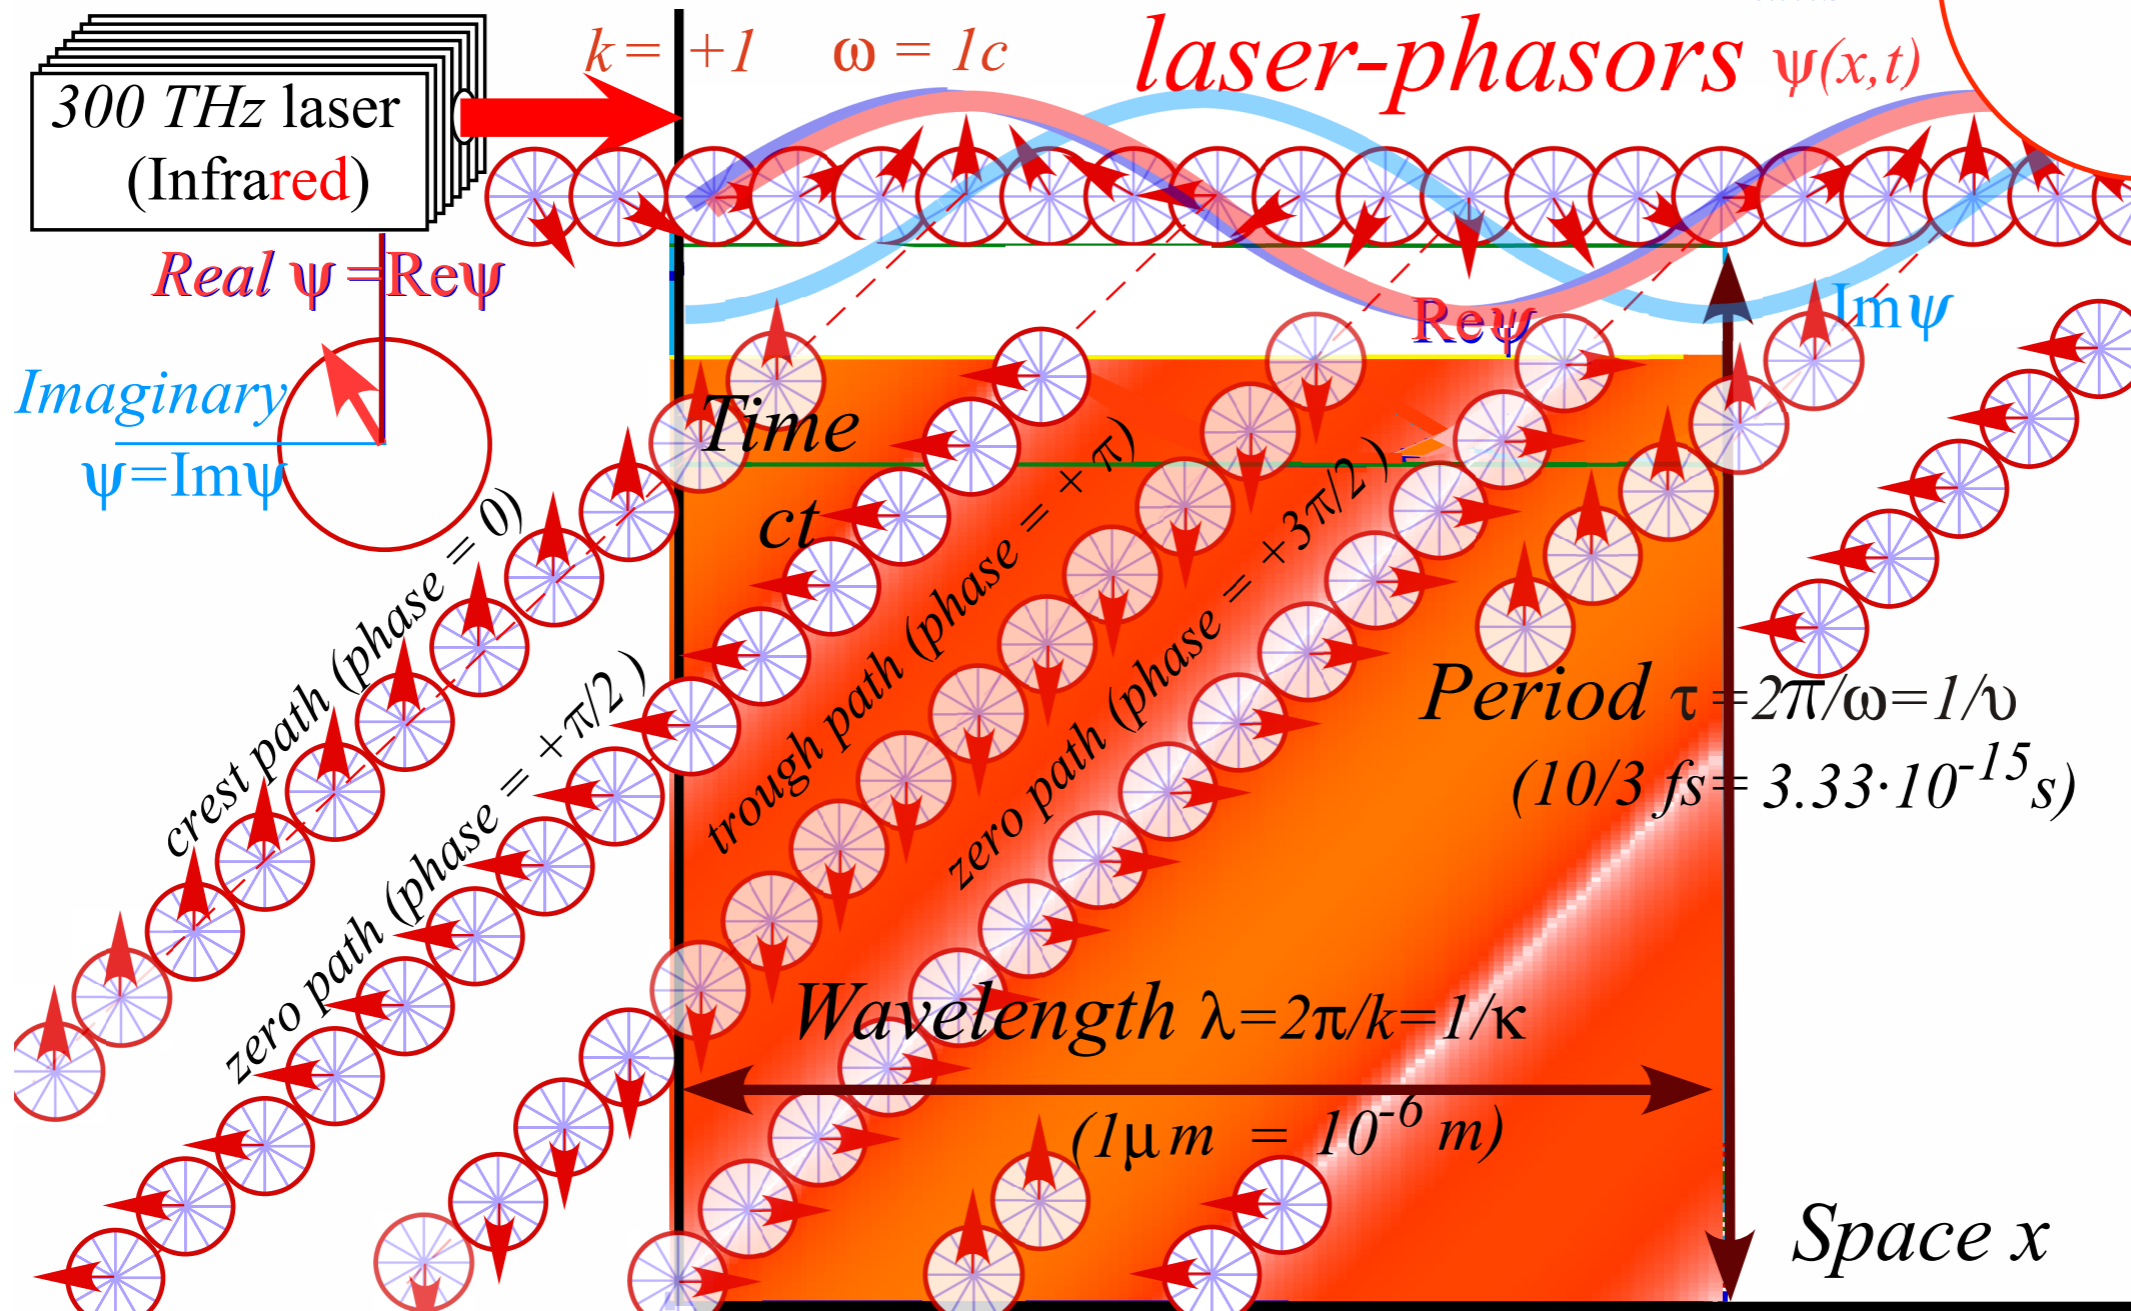 k = +1 ω = 1c
laser-phasors ψ(x,t)
300 THz laser
(Infrared)
Real ψ =Reψ
Imaginary
ψ=Imψ
Reψ
Imψ
Time
ct
crest path (phase = 0)
zero path (phase = +π/2 )
trough path (phase = + π)
zero path (phase = +3π/2 )
Period τ =2π/ω=1/υ
(10/3 fs= 3.33·10⁻¹⁵s)
Wavelength λ=2π/k=1/κ
(1μm = 10⁻⁶ m)
Space x